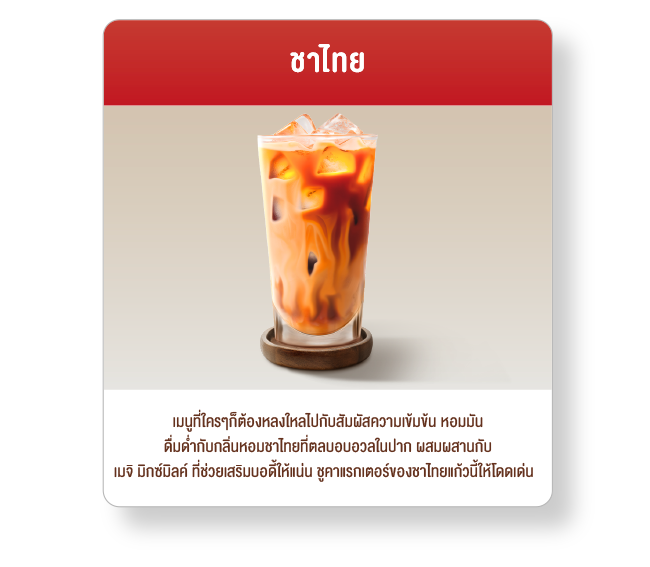 ชาไทย
เมนูที่ใครๆก็ต้องหลงใหลไปกับสัมผัสความเข้มข้น หอมมัน
ดื่มด่ำกับกลิ่นหอมชาไทยที่ตลบอบอวลในปาก ผสมผสานกับ
เมจิ มิกซ์มิลค์ ที่ช่วยเสริมบอดี้ให้แน่น ชูคาแรกเตอร์ของชาไทยแก้วนี้ให้โดดเด่น